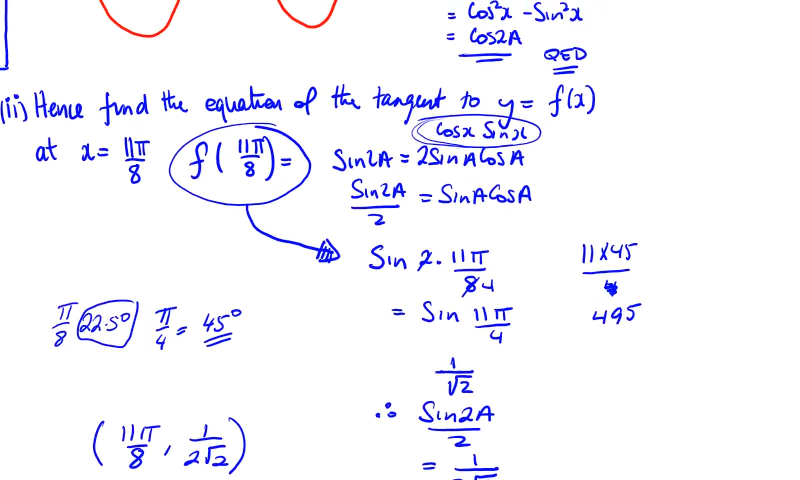 = Cos²x - Sin²x
= Cos2A
QED
(ii) Hence find the equation of the tangent to y = f(x)
at x = 11π/8
f(11π/8) =
Cosx Sinx
Sin2A = 2SinACosA
Sin2A/2 = SinACosA
Sin 2 . 11π/8 4
11 x 45/4
= Sin 11π/4
495
π/8 22.5° π/4 = 45°
1/√2
∴ Sin2A/2
(11π/8, 1/2√2)